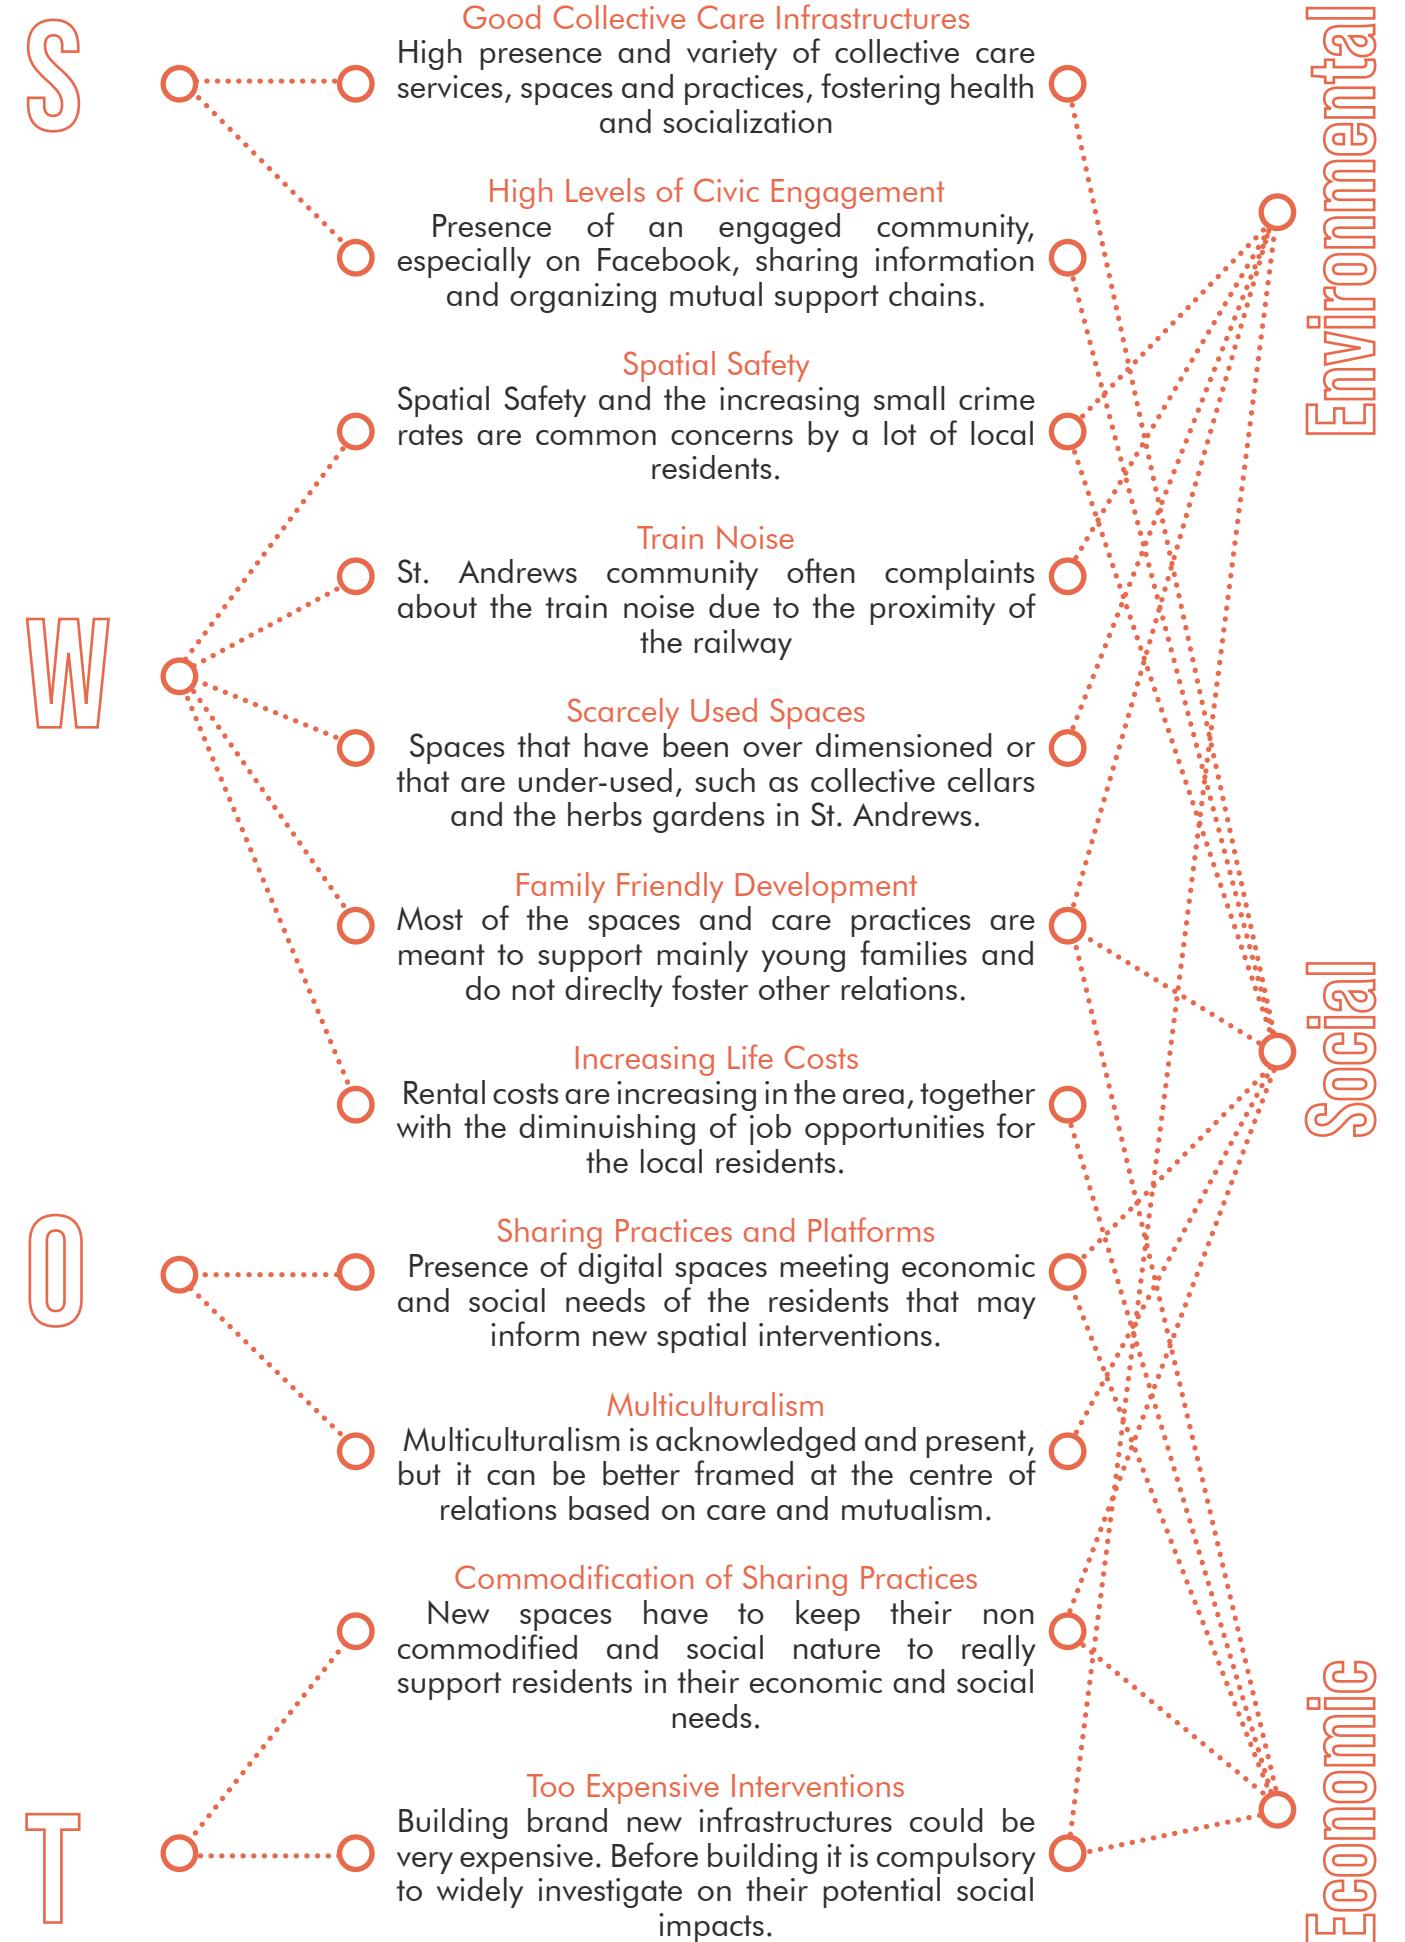 S
Good Collective Care Infrastructures
High presence and variety of collective care
services, spaces and practices, fostering health
and socialization
High Levels of Civic Engagement
Presence of an engaged community,
especially on Facebook, sharing information
and organizing mutual support chains.
Environmental
Spatial Safety
Spatial Safety and the increasing small crime
rates are common concerns by a lot of local
residents.
Train Noise
St. Andrews community often complaints
about the train noise due to the proximity of
the railway
W
Scarcely Used Spaces
Spaces that have been over dimensioned or
that are under-used, such as collective cellars
and the herbs gardens in St. Andrews.
Family Friendly Development
Most of the spaces and care practices are
meant to support mainly young families and
do not direclty foster other relations.
Social
Increasing Life Costs
Rental costs are increasing in the area, together
with the diminuishing of job opportunities for
the local residents.
O
Sharing Practices and Platforms
Presence of digital spaces meeting economic
and social needs of the residents that may
inform new spatial interventions.
Multiculturalism
Multiculturalism is acknowledged and present,
but it can be better framed at the centre of
relations based on care and mutualism.
Commodification of Sharing Practices
New spaces have to keep their non
commodified and social nature to really
support residents in their economic and social
needs.
Economic
T
Too Expensive Interventions
Building brand new infrastructures could be
very expensive. Before building it is compulsory
to widely investigate on their potential social
impacts.